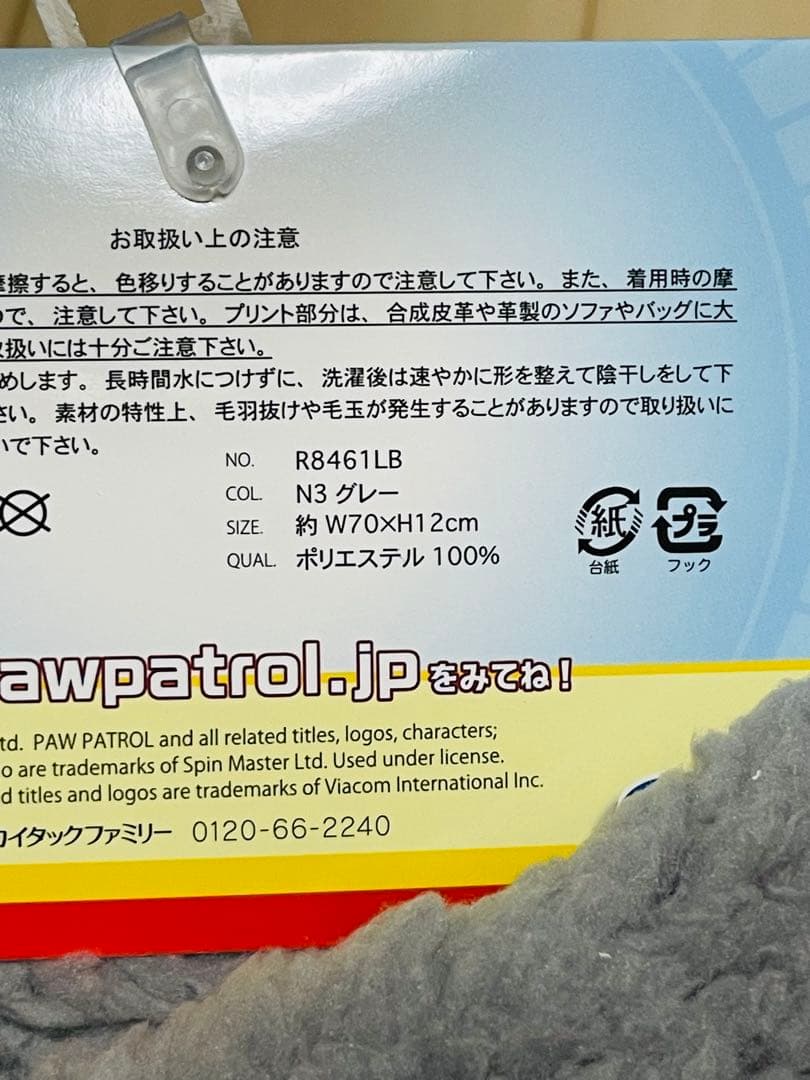 お取扱い上の注意
摩擦すると、色移りすることがありますので注意して下さい。また、着用時の摩
ので、注意して下さい。プリント部分は、合成皮革や革製のソファやバッグに大
取扱いには十分ご注意下さい。
めします。長時間水につけずに、洗濯後は速やかに形を整えて陰干しをして下
さい。素材の特性上、毛羽抜けや毛玉が発生することがありますので取り扱いに
いで下さい。
NO. R8461LB
COL. N3 グレー
SIZE. 約 W70×H12cm
QUAL. ポリエステル 100%
紙 プラ
台紙 フック
awpatrol.jpをみてね!
td. PAW PATROL and all related titles, logos, characters;
o are trademarks of Spin Master Ltd. Used under license.
d titles and logos are trademarks of Viacom International Inc.
カイタックファミリー 0120-66-2240